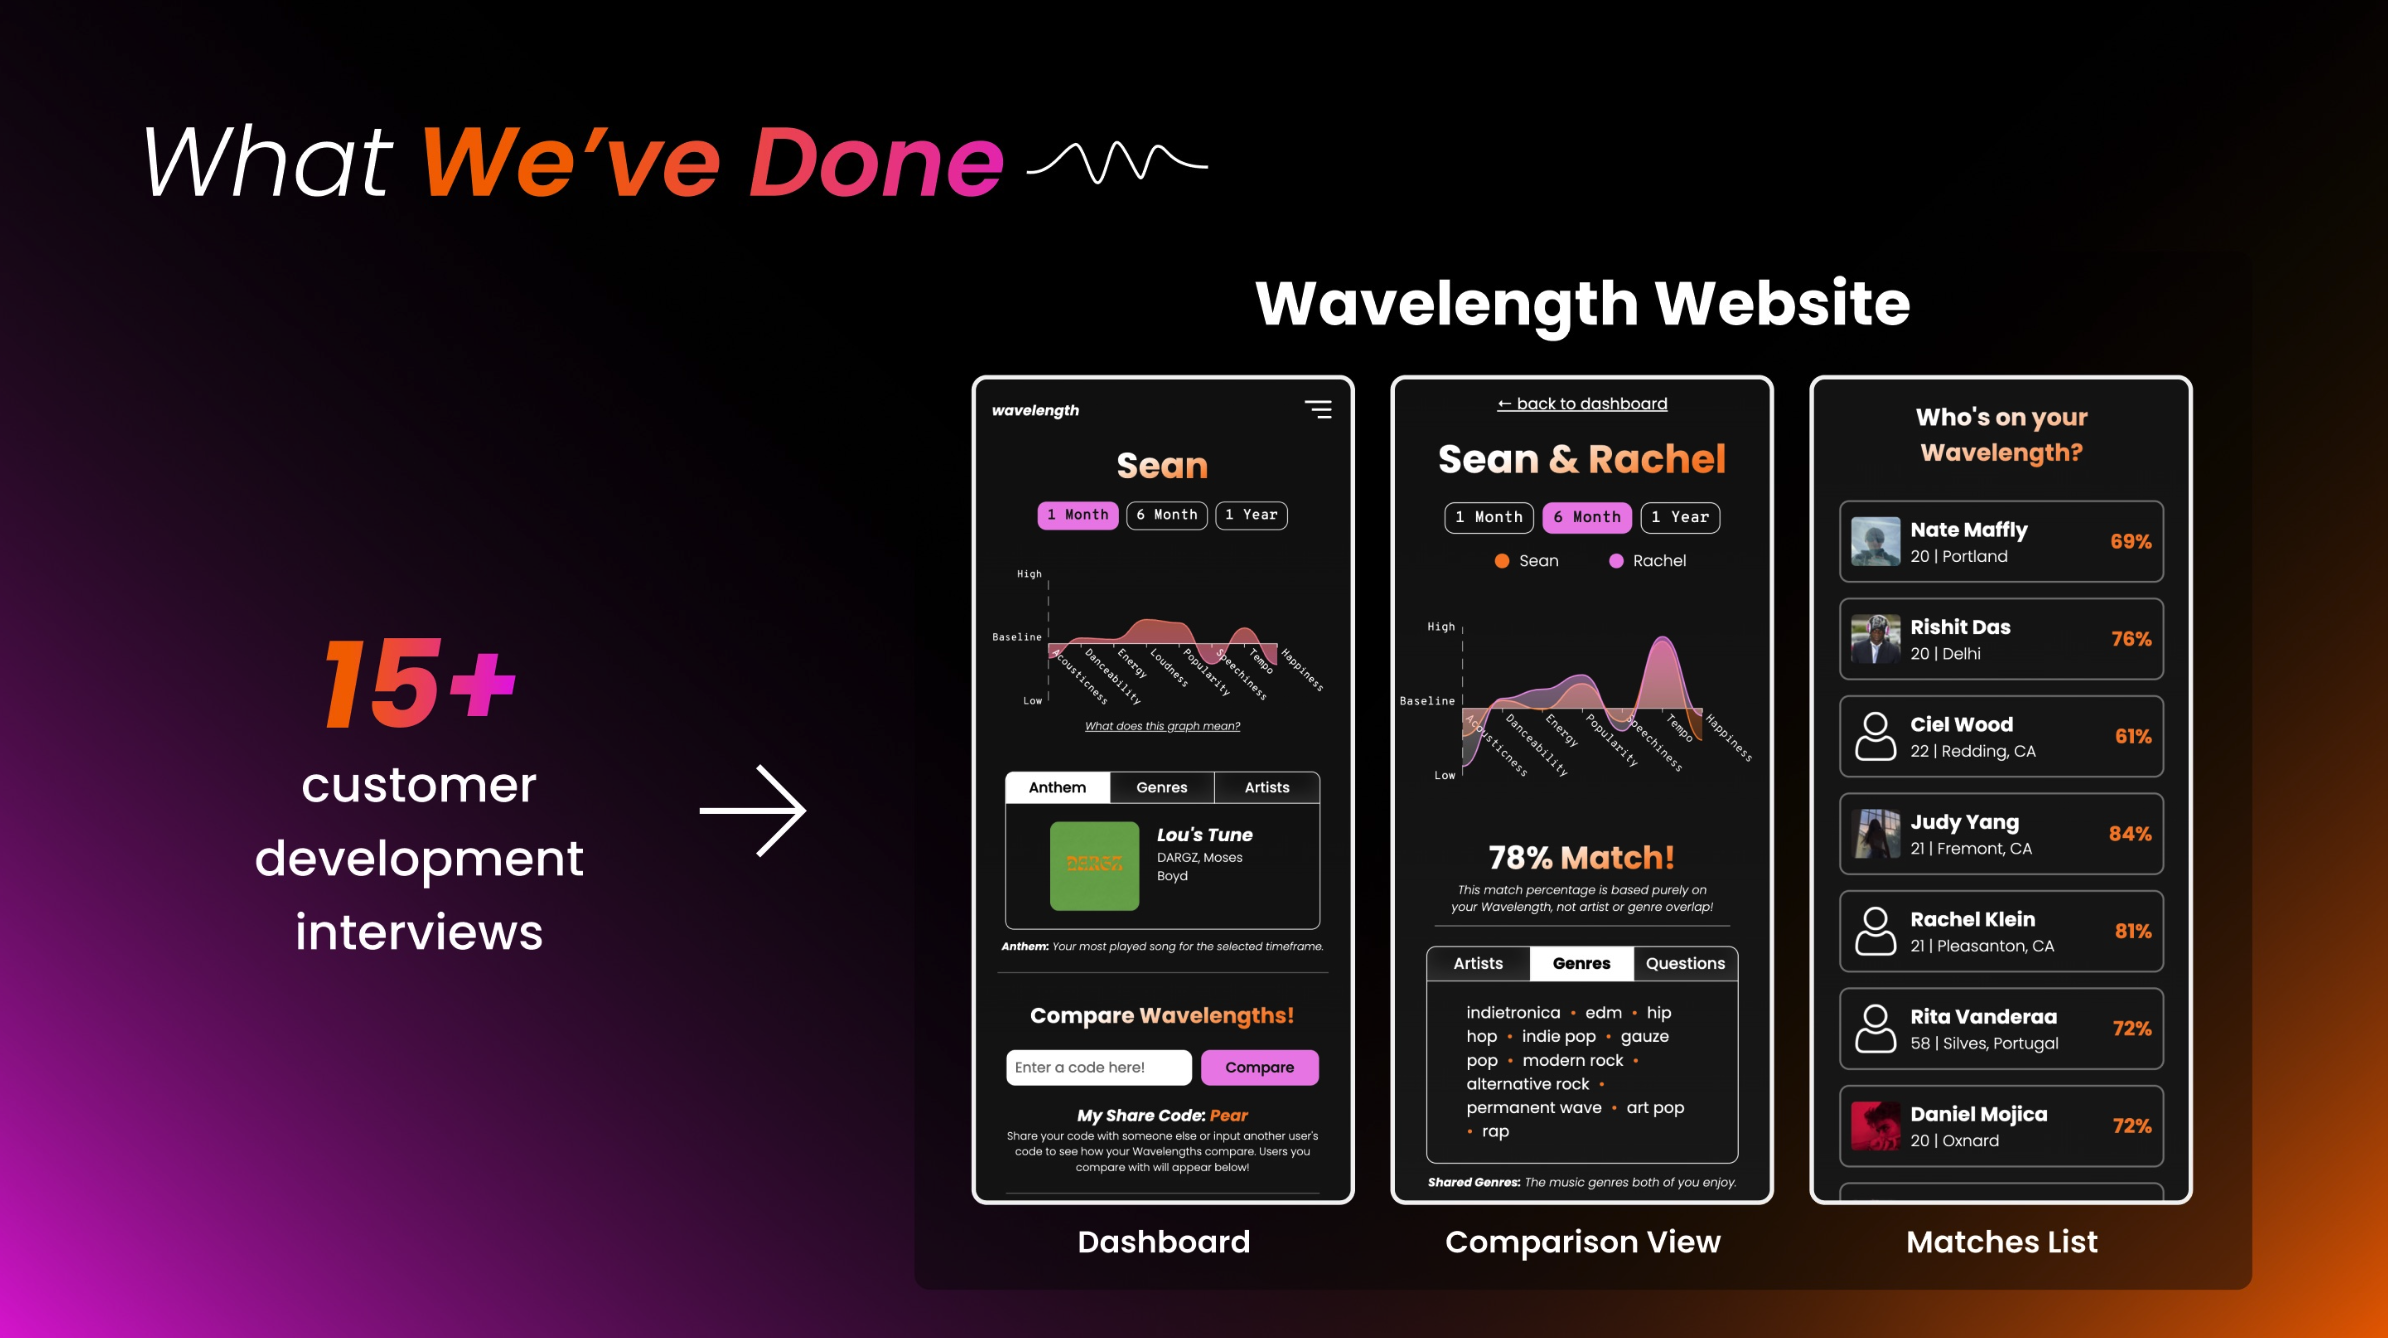 What We've Done
15+
customer
development
interviews
Wavelength Website
wavelength
Sean
1 Month
6 Month
1 Year
High
Baseline
Low
Acousticness
Danceability
Energy
Loudness
Popularity
Speechiness
Tempo
Happiness
What does this graph mean?
Anthem
Genres
Artists
DARGZ
Lou's Tune
DARGZ, Moses
Boyd
Anthem: Your most played song for the selected timeframe.
Compare Wavelengths!
Enter a code here!
Compare
My Share Code: Pear
Share your code with someone else or input another user's
code to see how your Wavelengths compare. Users you
compare with will appear below!
Dashboard
← back to dashboard
Sean & Rachel
1 Month
6 Month
1 Year
Sean
Rachel
High
Baseline
Low
Acousticness
Danceability
Energy
Popularity
Speechiness
Tempo
Happiness
78% Match!
This match percentage is based purely on
your Wavelength, not artist or genre overlap!
Artists
Genres
Questions
indietronica • edm • hip
hop • indie pop • gauze
pop • modern rock •
alternative rock •
permanent wave • art pop
• rap
Shared Genres: The music genres both of you enjoy.
Comparison View
Who's on your
Wavelength?
Nate Maffly
20 | Portland
69%
Rishit Das
20 | Delhi
76%
Ciel Wood
22 | Redding, CA
61%
Judy Yang
21 | Fremont, CA
84%
Rachel Klein
21 | Pleasanton, CA
81%
Rita Vanderaa
58 | Silves, Portugal
72%
Daniel Mojica
20 | Oxnard
72%
Matches List